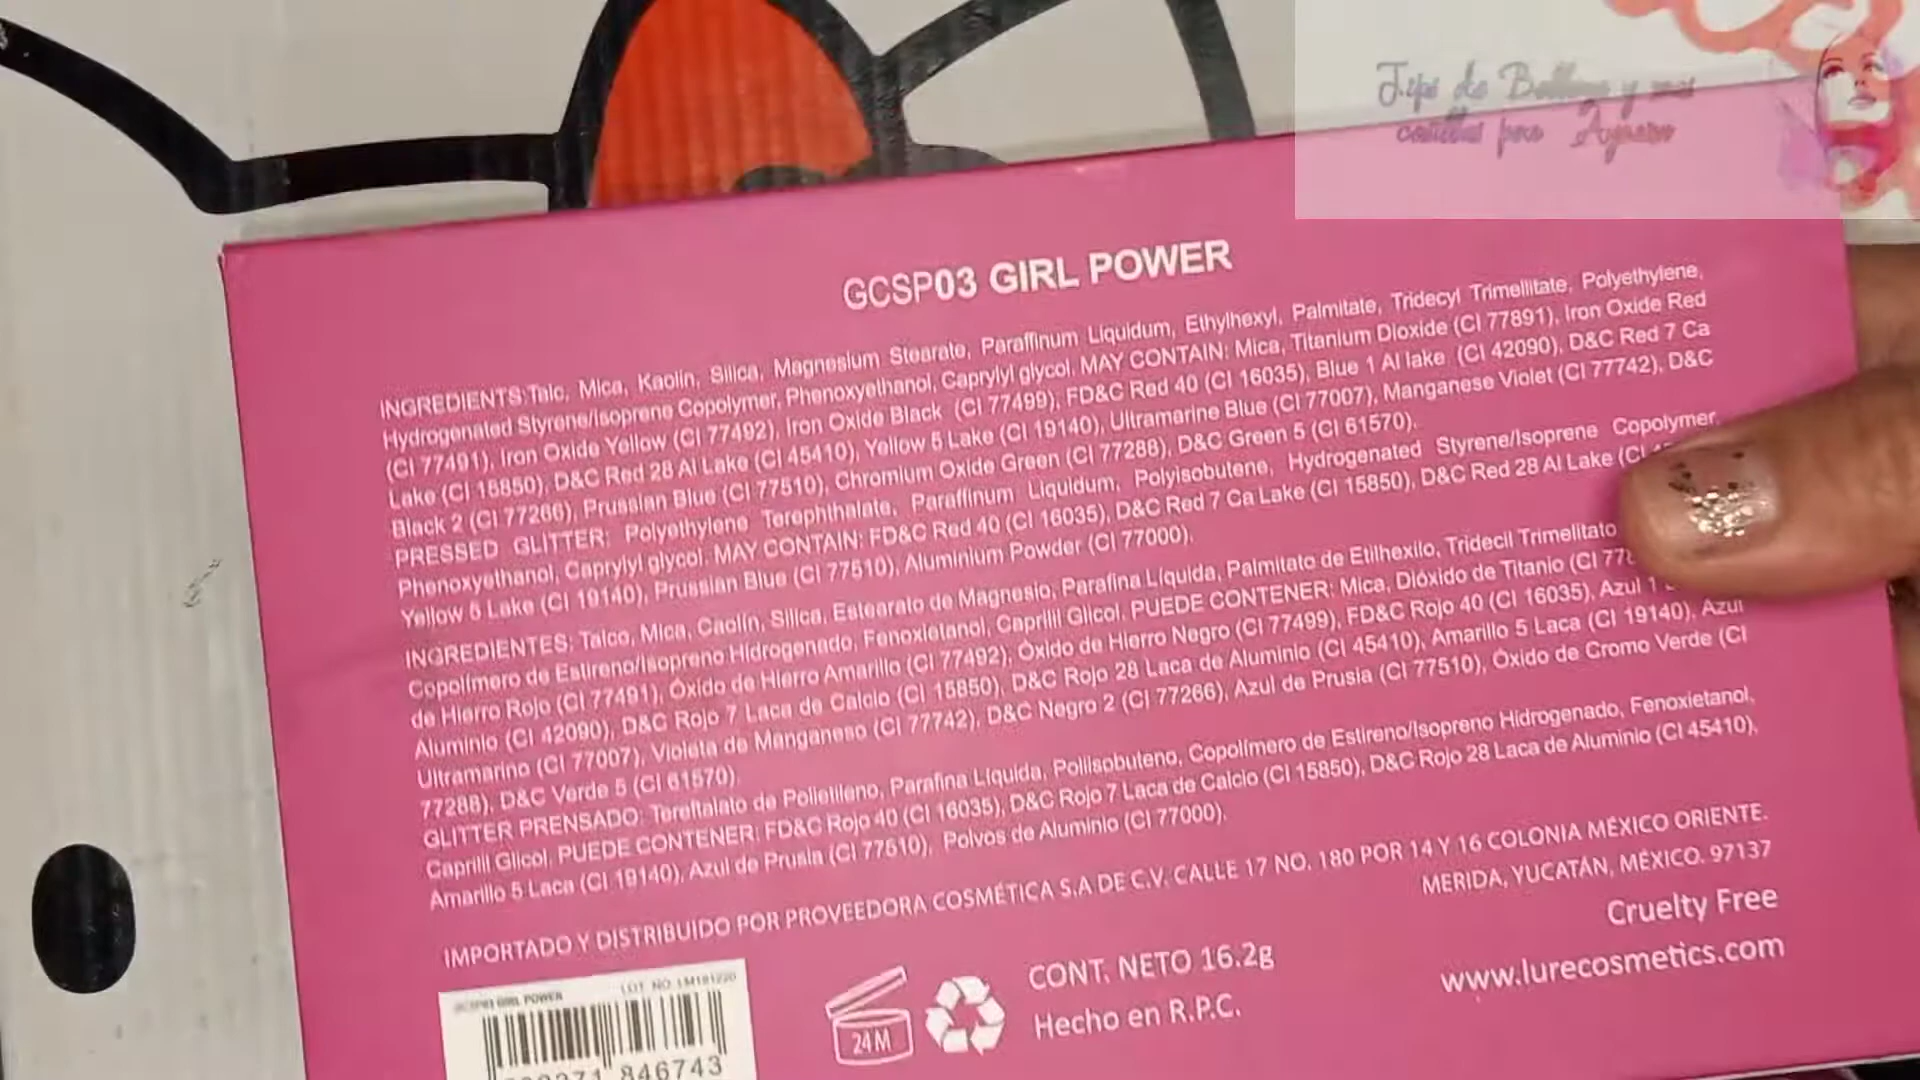 Tips de Belleza y mis
GCSP03 GIRL POWER
INGREDIENTS:Talc, Mica, Kaolin, Silica, Magnesium Stearate, Paraffinum Liquidum, Ethylhexyl, Palmitate, Tridecyl Trimellitate, Polyethylene,
Hydrogenated Styrene/Isoprene Copolymer, Phenoxyethanol, Caprylyl glycol. MAY CONTAIN: Mica, Titanium Dioxide (CI 77891), Iron Oxide Red
(CI 77491), Iron Oxide Yellow (CI 77492), Iron Oxide Black (CI 77499), FD&C Red 40 (CI 16035), Blue 1 Al lake (CI 42090), D&C Red 7 Ca
Lake (CI 15850), D&C Red 28 Al Lake (CI 45410), Yellow 5 Lake (CI 19140), Ultramarine Blue (CI 77007), Manganese Violet (CI 77742), D&C
Black 2 (CI 77266), Prussian Blue (CI 77510), Chromium Oxide Green (CI 77288), D&C Green 5 (CI 61570).
PRESSED GLITTER: Polyethylene Terephthalate, Paraffinum Liquidum, Polyisobutene, Hydrogenated Styrene/Isoprene Copolymer,
Phenoxyethanol, Caprylyl glycol. MAY CONTAIN: FD&C Red 40 (CI 16035), D&C Red 7 Ca Lake (CI 15850), D&C Red 28 Al Lake (CI
Yellow 5 Lake (CI 19140), Prussian Blue (CI 77510), Aluminium Powder (CI 77000).
INGREDIENTES: Talco, Mica, Caolín, Silica, Estearato de Magnesio, Parafina Líquida, Palmitato de Etilhexilo, Tridecil Trimelitato
Copolímero de Estireno/Isopreno Hidrogenado, Fenoxietanol, Caprilil Glicol. PUEDE CONTENER: Mica, Dióxido de Titanio (CI
de Hierro Rojo (CI 77491), Óxido de Hierro Amarillo (CI 77492), Óxido de Hierro Negro (CI 77499), FD&C Rojo 40 (CI 16035), Azul 1
Aluminio (CI 42090), D&C Rojo 7 Laca de Calcio (CI 15850), D&C Rojo 28 Laca de Aluminio (CI 45410), Amarillo 5 Laca (CI 19140), Azul
Ultramarino (CI 77007), Violeta de Manganeso (CI 77742), D&C Negro 2 (CI 77266), Azul de Prusia (CI 77510), Óxido de Cromo Verde (CI
77288), D&C Verde 5 (CI 61570).
GLITTER PRENSADO: Tereftalato de Polietileno, Parafina Líquida, Poliisobuteno, Copolímero de Estireno/Isopreno Hidrogenado, Fenoxietanol,
Caprilil Glicol. PUEDE CONTENER: FD&C Rojo 40 (CI 16035), D&C Rojo 7 Laca de Calcio (CI 15850), D&C Rojo 28 Laca de Aluminio (CI 45410),
Amarillo 5 Laca (CI 19140), Azul de Prusia (CI 77510), Polvos de Aluminio (CI 77000).
IMPORTADO Y DISTRIBUIDO POR PROVEEDORA COSMÉTICA S.A DE C.V. CALLE 17 NO. 180 POR 14 Y 16 COLONIA MÉXICO ORIENTE.
MERIDA, YUCATÁN, MÉXICO. 97137
Cruelty Free
www.lurecosmetics.com
CONT. NETO 16.2g
Hecho en R.P.C.
24M
GCSP03 GIRL POWER LOT. NO. LM181220
846743